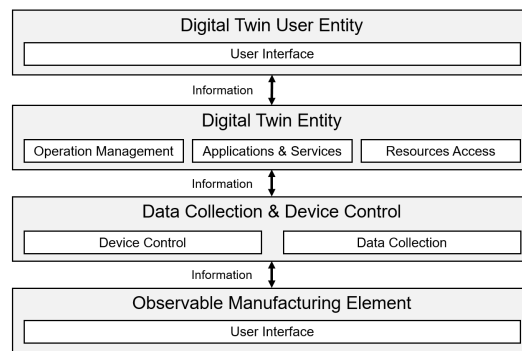 Digital Twin User Entity
User Interface
Information
Digital Twin Entity
Operation Management
Applications & Services
Resources Access
Information
Data Collection & Device Control
Device Control
Data Collection
Information
Observable Manufacturing Element
User Interface